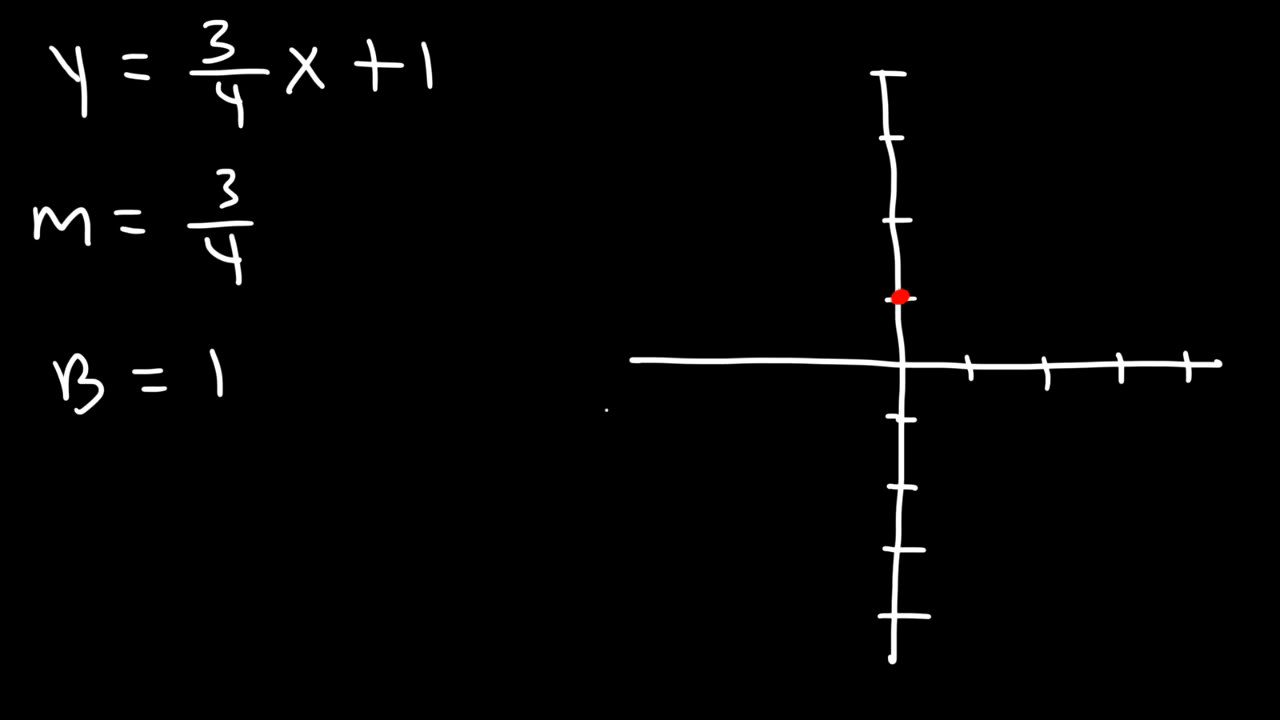 y = 3/4 x + 1
m = 3/4
B = 1